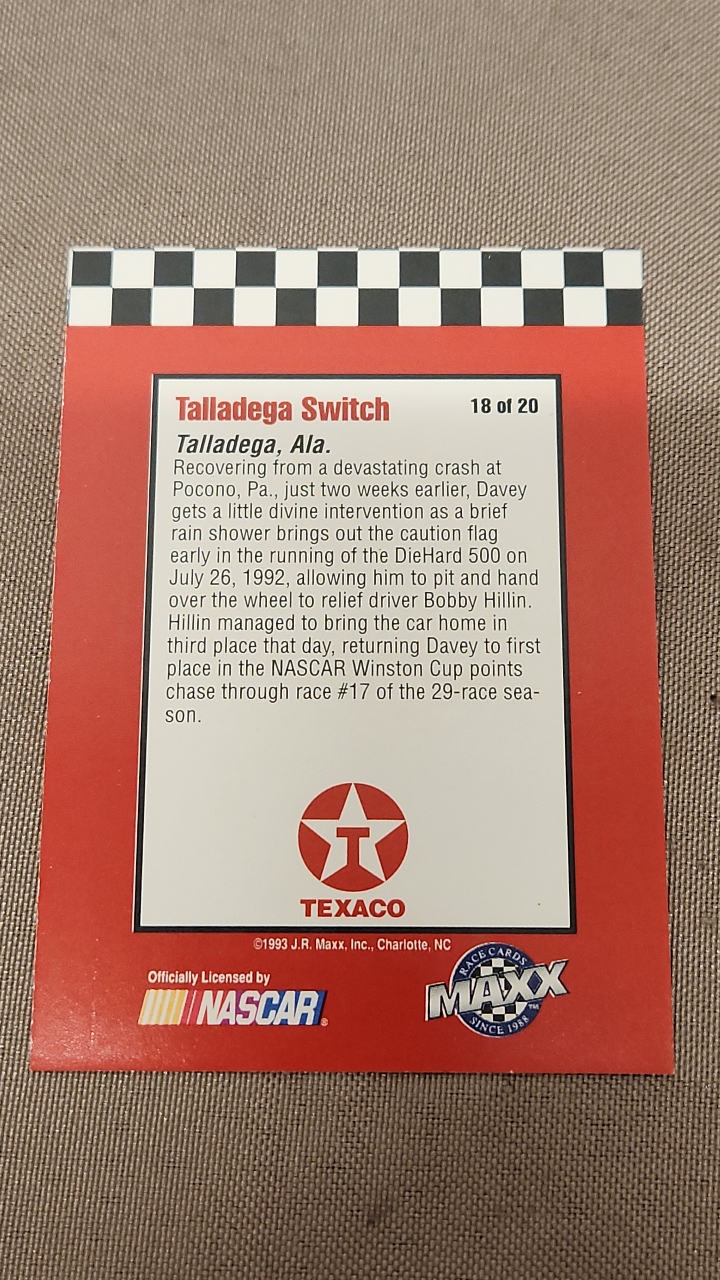 Talladega Switch 18 of 20
Talladega, Ala.
Recovering from a devastating crash at
Pocono, Pa., just two weeks earlier, Davey
gets a little divine intervention as a brief
rain shower brings out the caution flag
early in the running of the DieHard 500 on
July 26, 1992, allowing him to pit and hand
over the wheel to relief driver Bobby Hillin.
Hillin managed to bring the car home in
third place that day, returning Davey to first
place in the NASCAR Winston Cup points
chase through race #17 of the 29-race sea-
son.
T
TEXACO
©1993 J.R. Maxx, Inc., Charlotte, NC
Officially Licensed by
NASCAR®
RACE CARDS
MAXX™
SINCE 1988